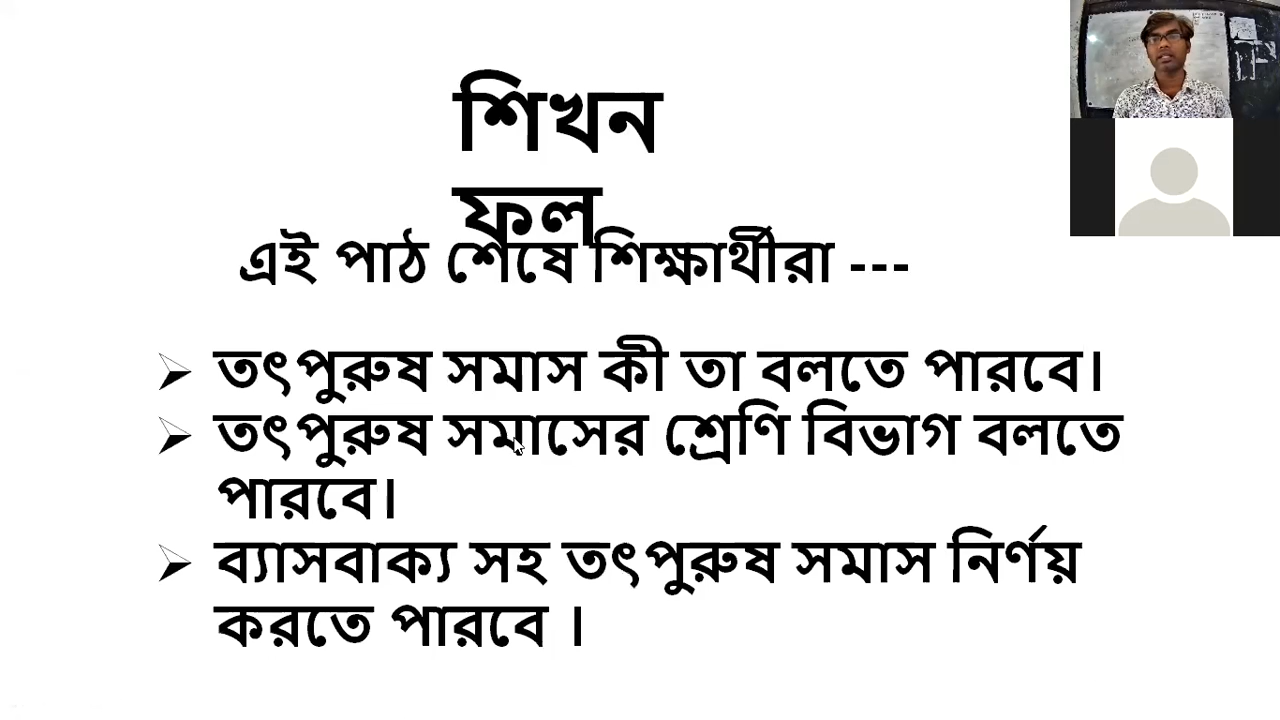 শিখন
ফল
এই পাঠ শেষে শিক্ষার্থীরা ---
তৎপুরুষ সমাস কী তা বলতে পারবে।
তৎপুরুষ সমাসের শ্রেণি বিভাগ বলতে
পারবে।
ব্যাসবাক্য সহ তৎপুরুষ সমাস নির্ণয়
করতে পারবে ।